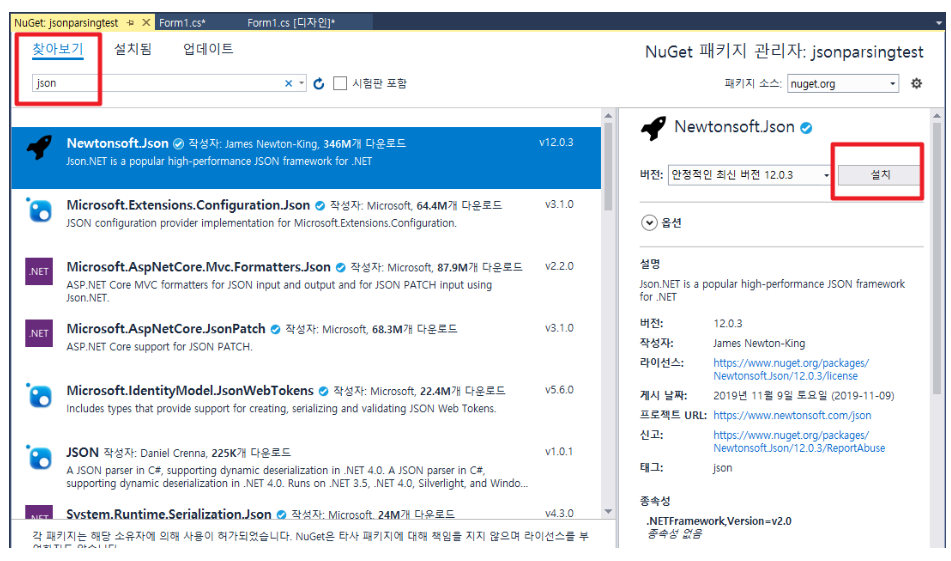 NuGet: jsonparsingtest
Form1.cs*
Form1.cs [디자인]*
찾아보기
설치됨
업데이트
NuGet 패키지 관리자: jsonparsingtest
json
시험판 포함
패키지 소스: nuget.org
Newtonsoft.Json 작성자: James Newton-King, 346M개 다운로드
v12.0.3
Json.NET is a popular high-performance JSON framework for .NET
Microsoft.Extensions.Configuration.Json 작성자: Microsoft, 64.4M개 다운로드
v3.1.0
JSON configuration provider implementation for Microsoft.Extensions.Configuration.
.NET
Microsoft.AspNetCore.Mvc.Formatters.Json 작성자: Microsoft, 87.9M개 다운로드
v2.2.0
ASP.NET Core MVC formatters for JSON input and output and for JSON PATCH input using
Json.NET.
.NET
Microsoft.AspNetCore.JsonPatch 작성자: Microsoft, 68.3M개 다운로드
v3.1.0
ASP.NET Core support for JSON PATCH.
Microsoft.IdentityModel.JsonWebTokens 작성자: Microsoft, 22.4M개 다운로드
v5.6.0
Includes types that provide support for creating, serializing and validating JSON Web Tokens.
JSON 작성자: Daniel Crenna, 225K개 다운로드
v1.0.1
A JSON parser in C#, supporting dynamic deserialization in .NET 4.0. A JSON parser in C#,
supporting dynamic deserialization in .NET 4.0. Runs on .NET 3.5, .NET 4.0, Silverlight, and Windo...
.NET
System.Runtime.Serialization.Json 작성자: Microsoft, 24M개 다운로드
v4.3.0
각 패키지는 해당 소유자에 의해 사용이 허가되었습니다. NuGet은 타사 패키지에 대해 책임을 지지 않으며 라이선스를 부
Newtonsoft.Json
버전: 안정적인 최신 버전 12.0.3
설치
옵션
설명
Json.NET is a popular high-performance JSON framework
for .NET
버전: 12.0.3
작성자: James Newton-King
라이선스: https://www.nuget.org/packages/
Newtonsoft.Json/12.0.3/license
게시 날짜: 2019년 11월 9일 토요일 (2019-11-09)
프로젝트 URL: https://www.newtonsoft.com/json
신고: https://www.nuget.org/packages/
Newtonsoft.Json/12.0.3/ReportAbuse
태그: json
종속성
.NETFramework,Version=v2.0
종속성 없음